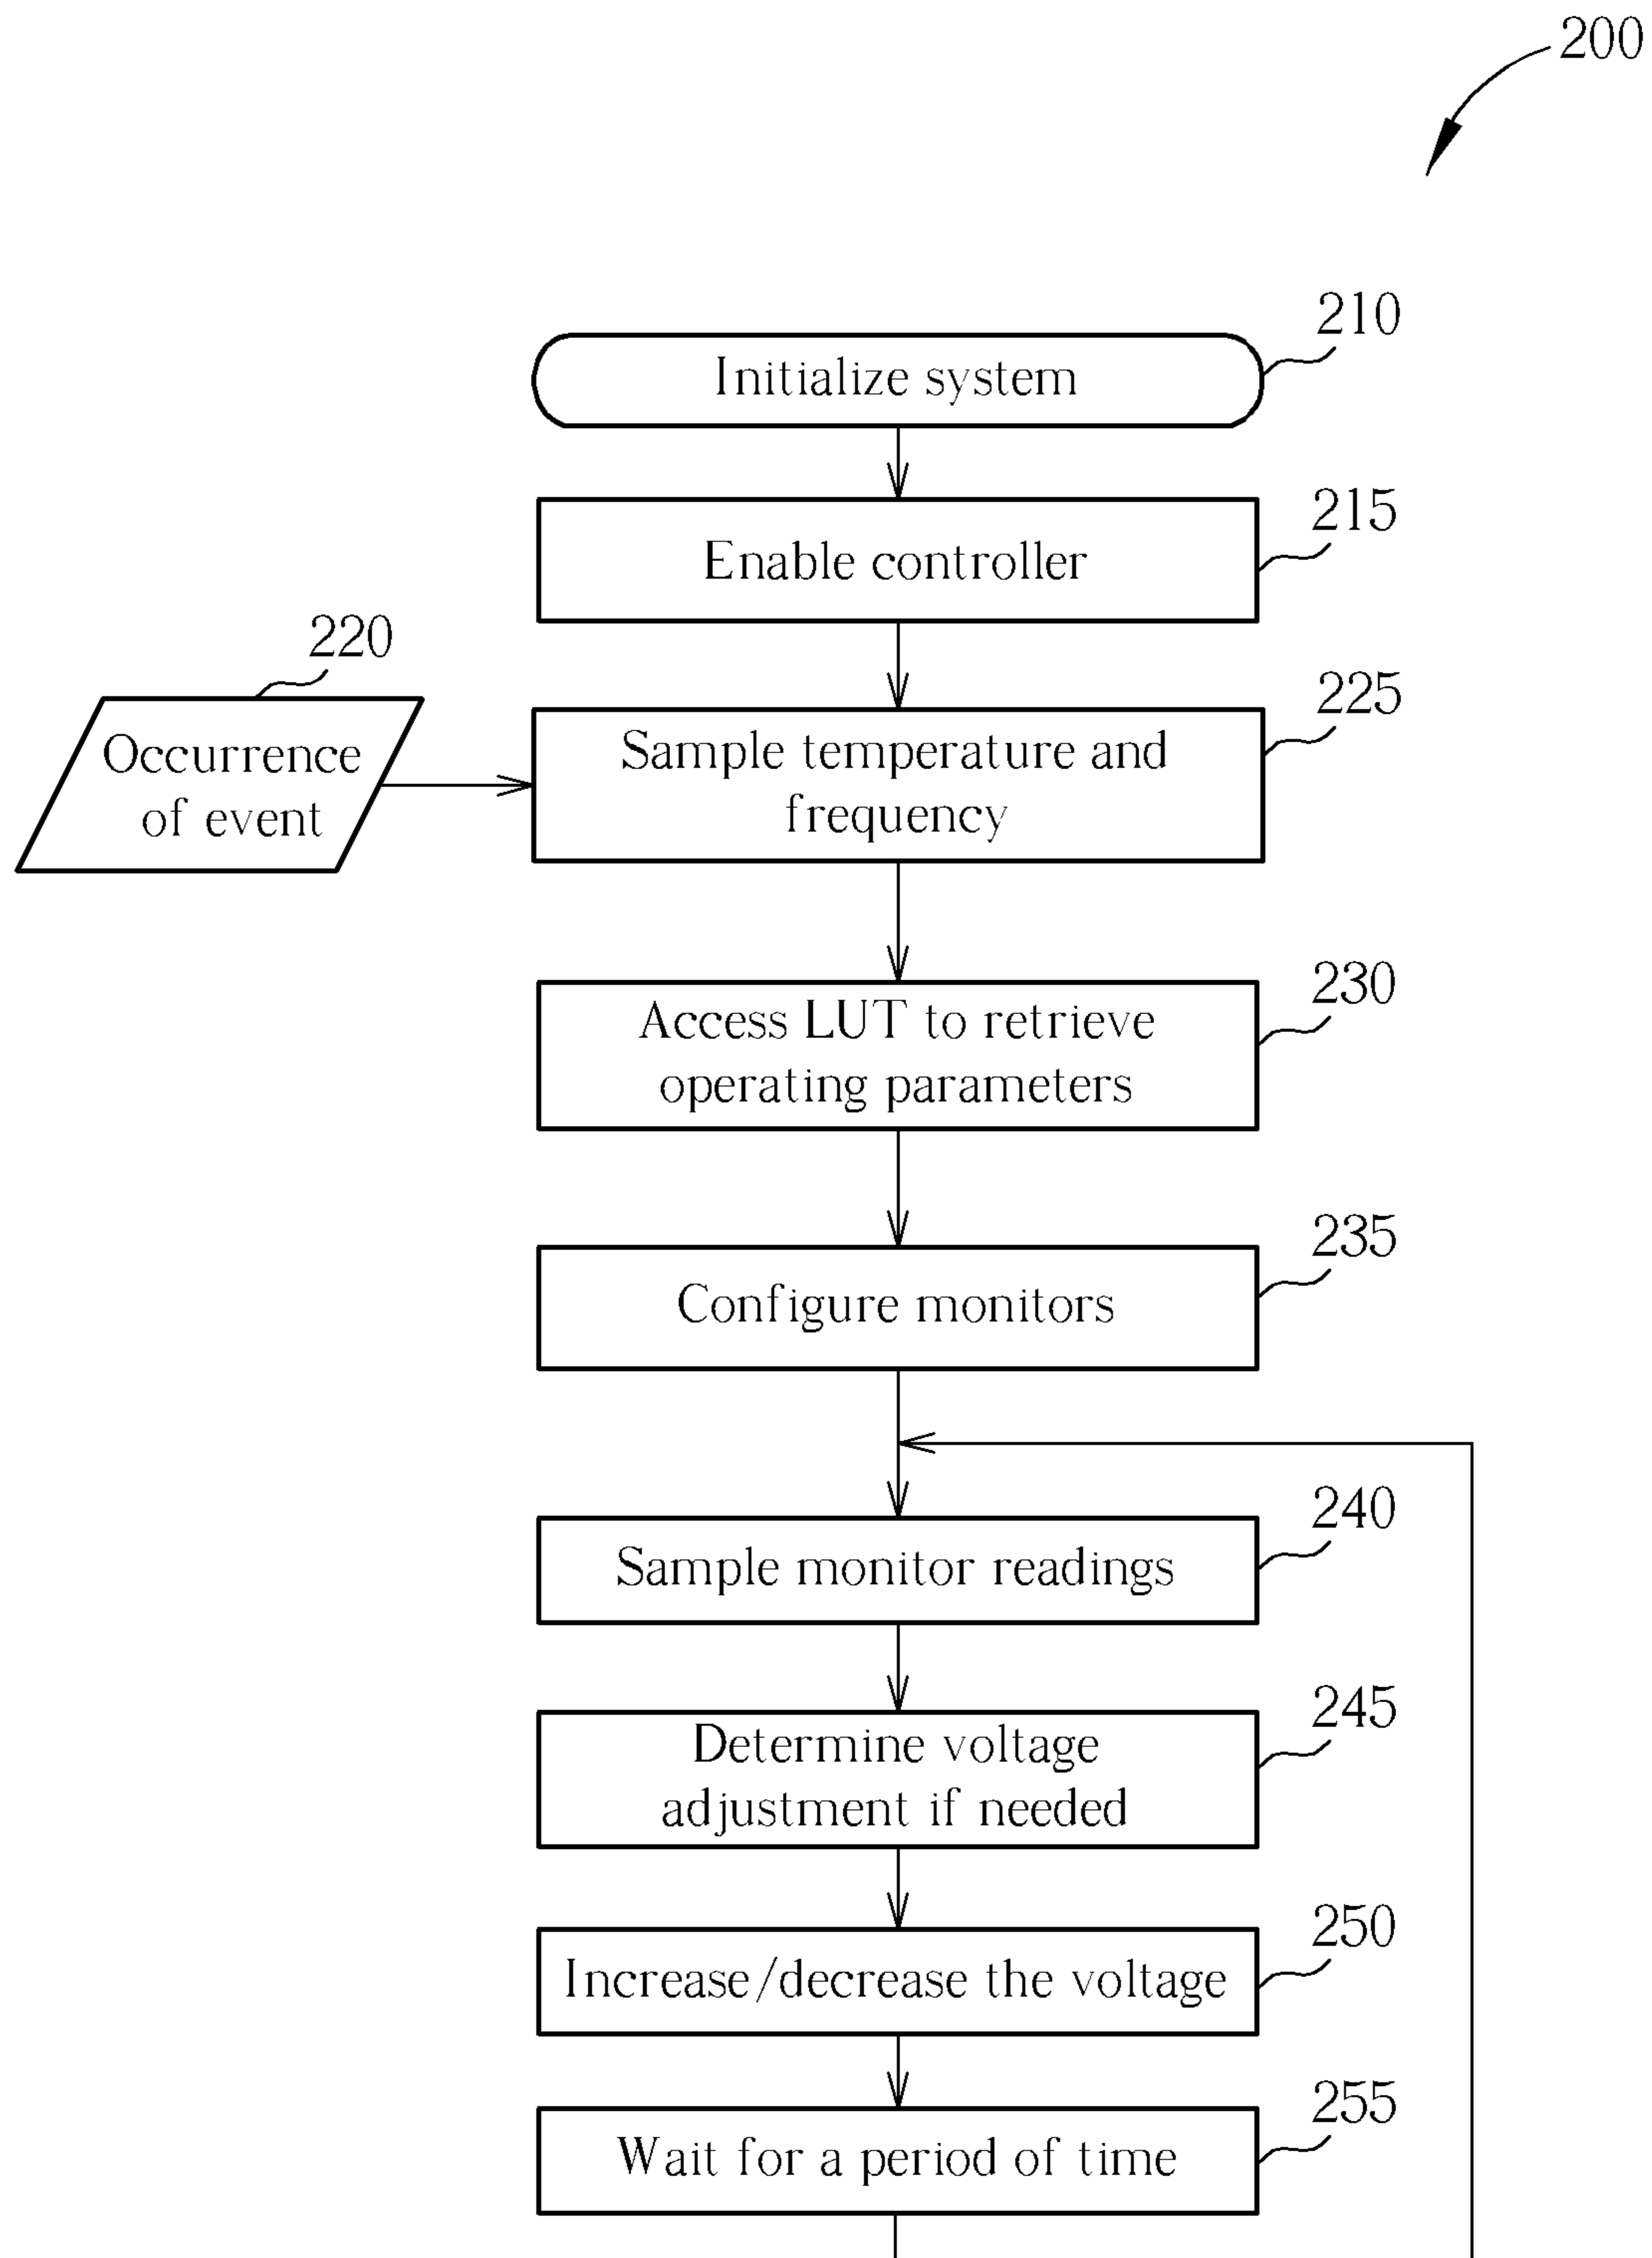 200
210
Initialize system
215
Enable controller
220
Occurrence
of event
225
Sample temperature and
frequency
230
Access LUT to retrieve
operating parameters
235
Configure monitors
240
Sample monitor readings
245
Determine voltage
adjustment if needed
250
Increase/decrease the voltage
255
Wait for a period of time